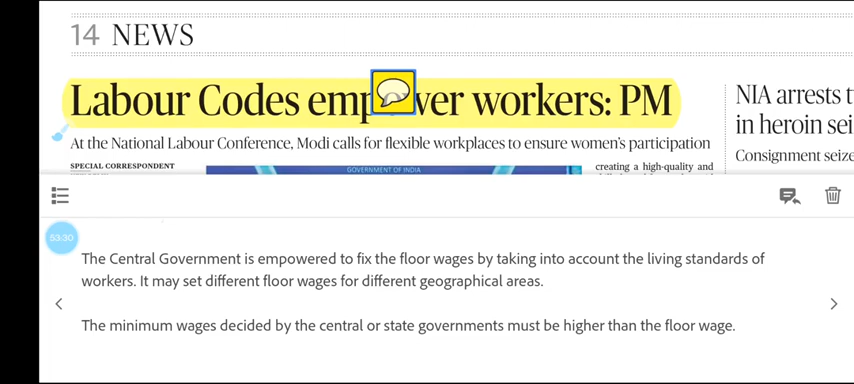 14 NEWS
Labour Codes empower workers: PM
NIA arrests t
in heroin sei
At the National Labour Conference, Modi calls for flexible workplaces to ensure women's participation
Consignment seize
SPECIAL CORRESPONDENT
GOVERNMENT OF INDIA
creating a high-quality and
53:30
The Central Government is empowered to fix the floor wages by taking into account the living standards of
workers. It may set different floor wages for different geographical areas.
The minimum wages decided by the central or state governments must be higher than the floor wage.